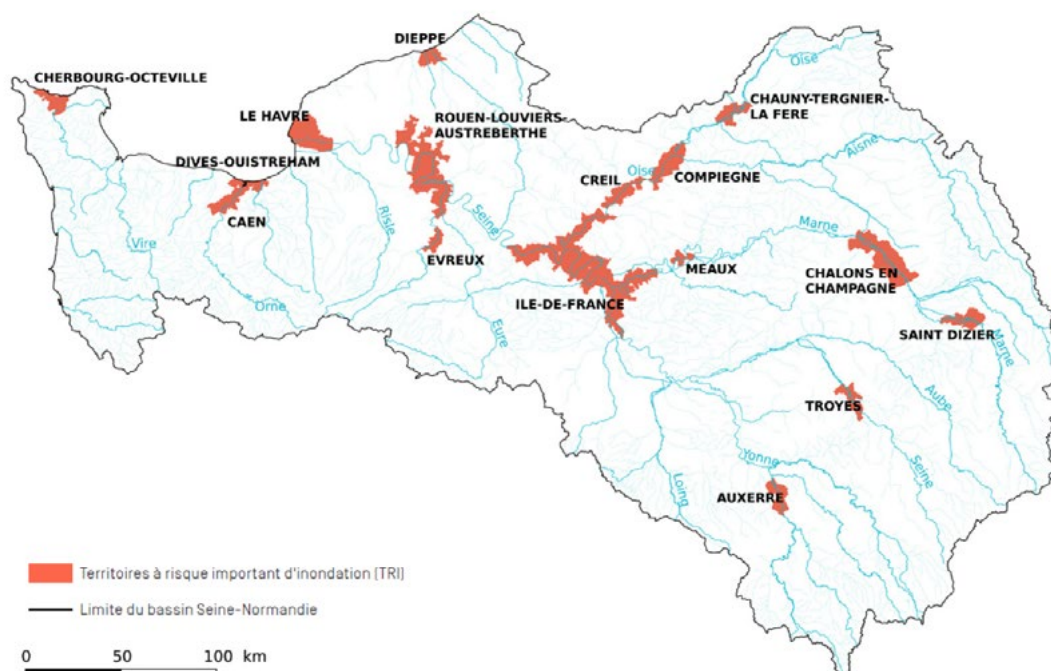 DIEPPE
Oise
CHERBOURG-OCTEVILLE
CHAUNY-TERGNIER-
LA FERE
LE HAVRE
ROUEN-LOUVIERS-
AUSTREBERTHE
Aisne
DIVES-OUISTREHAM
CREIL
Oise
COMPIEGNE
CAEN
Risle
Seine
Marne
Vire
EVREUX
MEAUX
CHALONS EN
CHAMPAGNE
Orne
ILE-DE-FRANCE
Eure
SAINT DIZIER
Marne
Aube
TROYES
Yonne
Seine
Loing
AUXERRE
Territoires à risque important d'inondation (TRI)
Limite du bassin Seine-Normandie
0 50 100 km